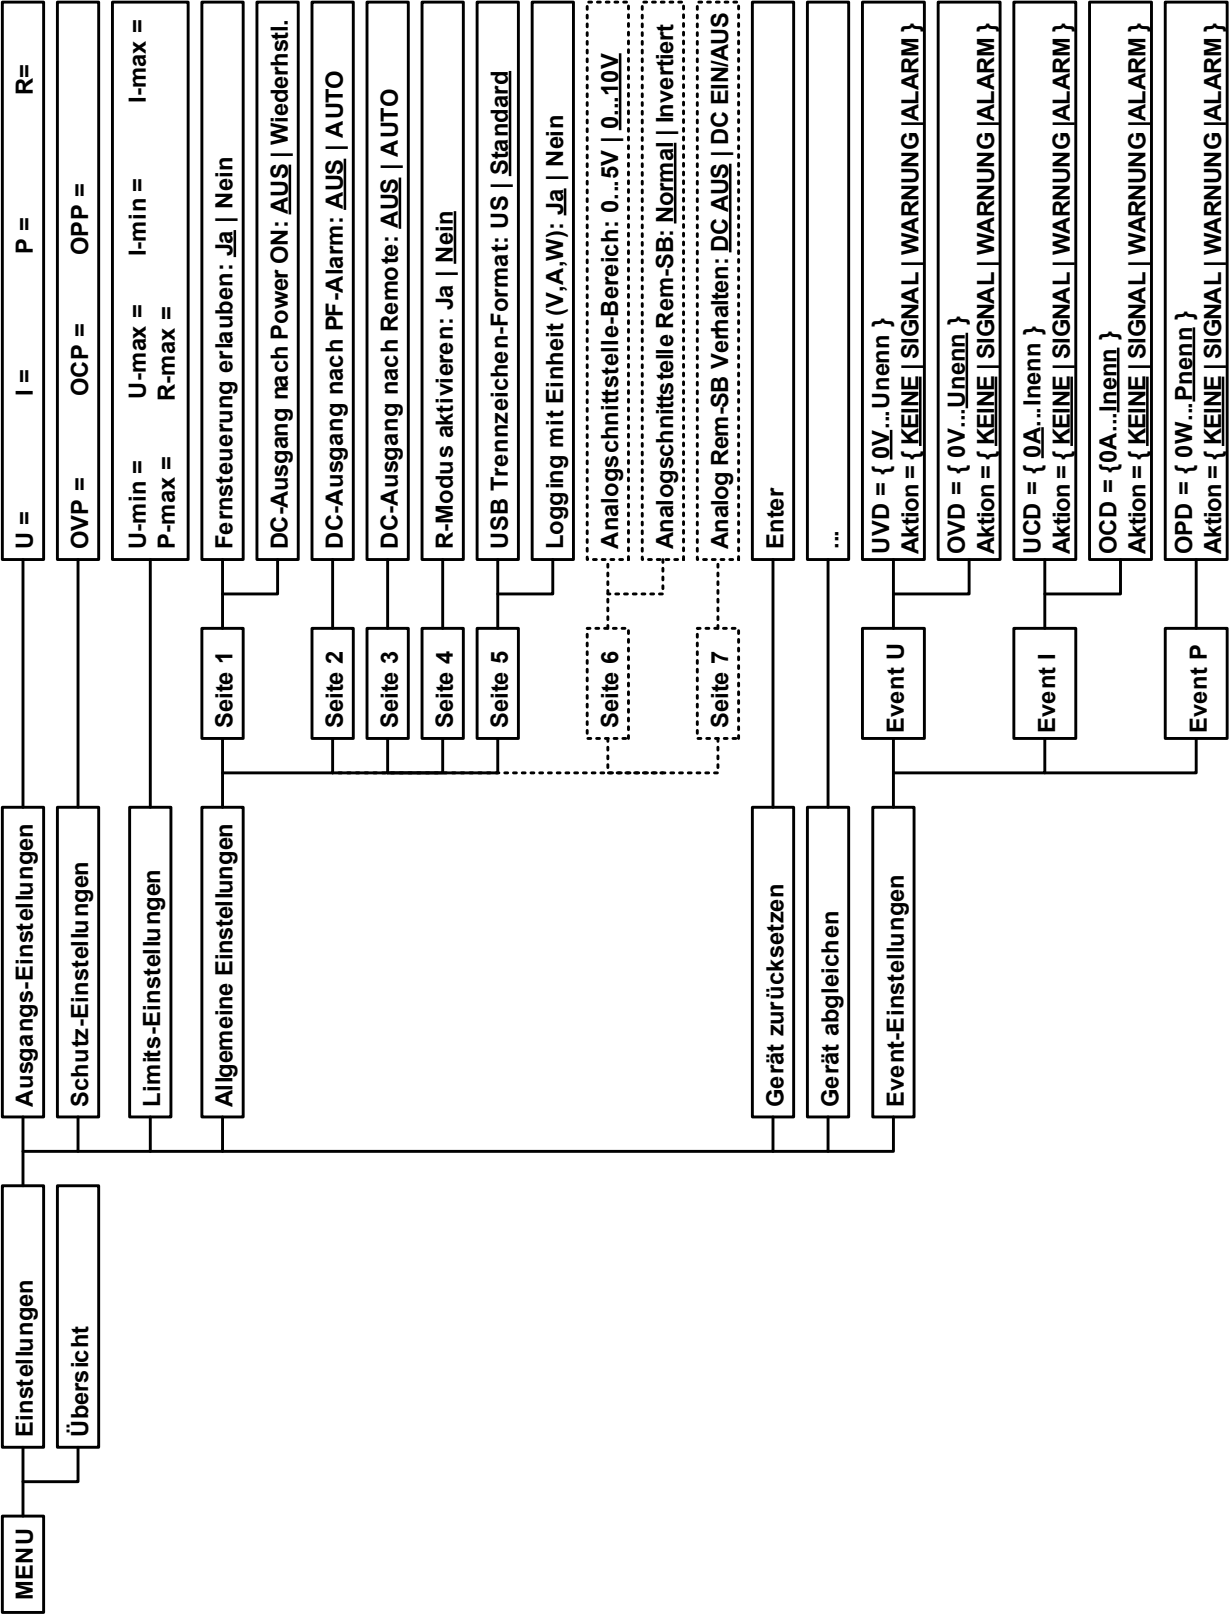 MENU
Einstellungen
Übersicht
Ausgangs-Einstellungen
U = I = P = R=
Schutz-Einstellungen
OVP = OCP = OPP =
Limits-Einstellungen
U-min = U-max = I-min = I-max =
P-max = R-max =
Allgemeine Einstellungen
Seite 1
Fernsteuerung erlauben: Ja | Nein
DC-Ausgang nach Power ON: AUS | Wiederhstl.
Seite 2
DC-Ausgang nach PF-Alarm: AUS | AUTO
Seite 3
DC-Ausgang nach Remote: AUS | AUTO
Seite 4
R-Modus aktivieren: Ja | Nein
Seite 5
USB Trennzeichen-Format: US | Standard
Logging mit Einheit (V,A,W): Ja | Nein
Seite 6
Analogschnittstelle-Bereich: 0...5V | 0...10V
Analogschnittstelle Rem-SB: Normal | Invertiert
Seite 7
Analog Rem-SB Verhalten: DC AUS | DC EIN/AUS
Gerät zurücksetzen
Enter
Gerät abgleichen
...
Event-Einstellungen
Event U
UVD = { 0V...Unenn }
Aktion = { KEINE | SIGNAL | WARNUNG |ALARM }
OVD = { 0V...Unenn }
Aktion = { KEINE | SIGNAL | WARNUNG |ALARM }
Event I
UCD = { 0A...Inenn }
Aktion = { KEINE | SIGNAL | WARNUNG |ALARM }
OCD = {0A...Inenn }
Aktion = { KEINE | SIGNAL | WARNUNG |ALARM }
Event P
OPD = { 0W...Pnenn }
Aktion = { KEINE | SIGNAL | WARNUNG |ALARM }